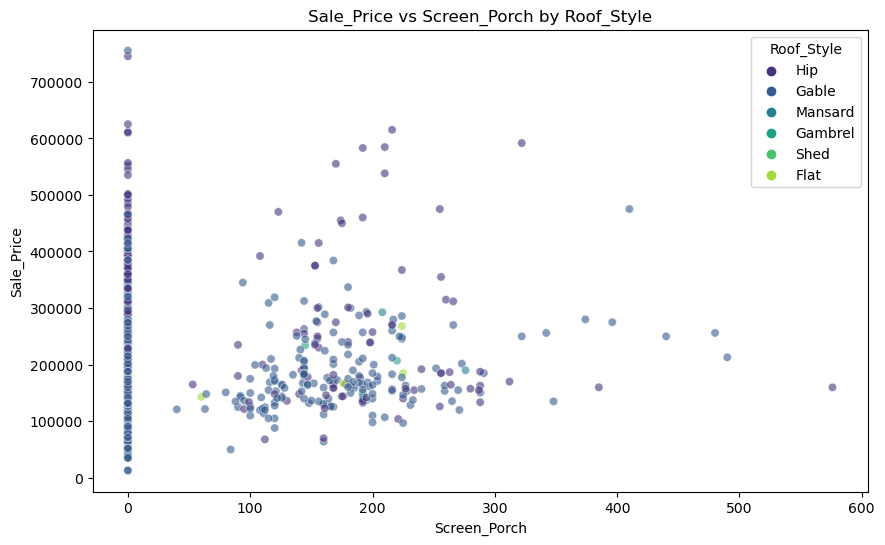 Sale_Price vs Screen_Porch by Roof_Style
Roof_Style
Hip
Gable
Mansard
Gambrel
Shed
Flat
700000
600000
500000
400000
300000
200000
100000
0
Sale_Price
0 100 200 300 400 500 600
Screen_Porch